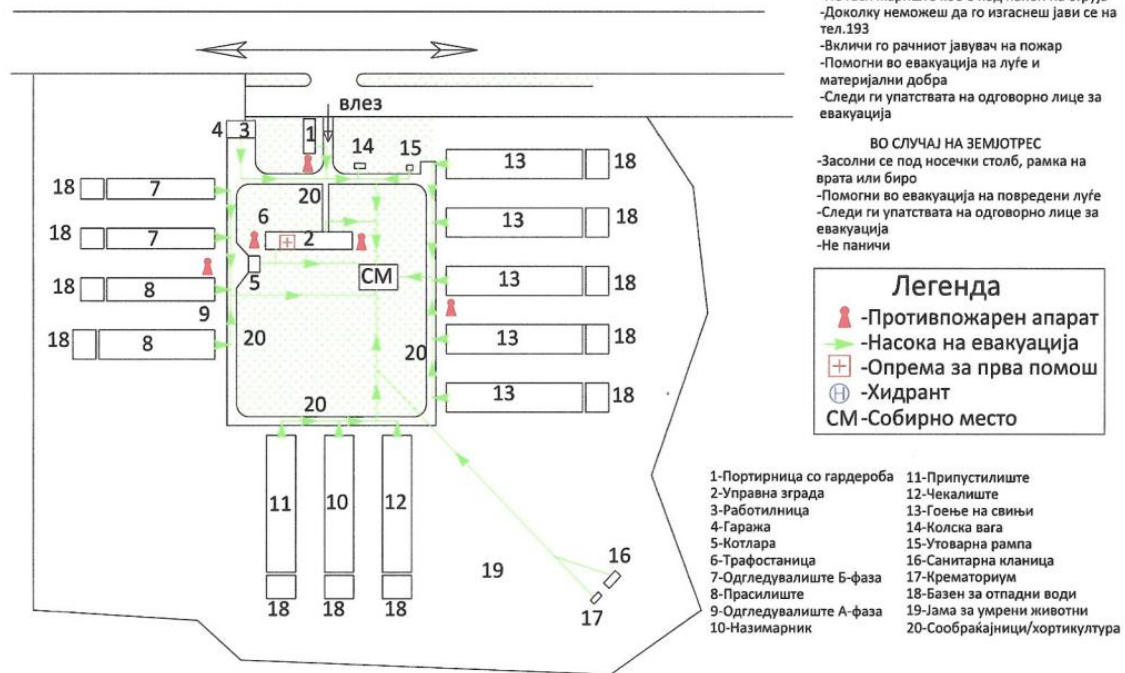 -Доколку неможеш да го изгаснеш јави се на
тел.193
-Вкличи го рачниот јавувач на пожар
-Помогни во евакуација на луѓе и
материјални добра
-Следи ги упатствата на одговорно лице за
евакуација
ВО СЛУЧАЈ НА ЗЕМЈОТРЕС
-Засолни се под носечки столб, рамка на
врата или биро
-Помогни во евакуација на повредени луѓе
-Следи ги упатствата на одговорно лице за
евакуација
-Не паничи
влез
4 3 1
14 15 13 18
18 7 20
6 13 18
18 7 2
5 СМ 13 18
18 8
9
18 8 20 20 13 18
20 13 18
11 10 12
19 16
18 18 18 17
Легенда
-Противпожарен апарат
-Насока на евакуација
-Опрема за прва помош
H -Хидрант
СМ-Собирно место
1-Портирница со гардероба
2-Управна зграда
3-Работилница
4-Гаража
5-Котлара
6-Трафостаница
7-Одгледувалиште Б-фаза
8-Прасилиште
9-Одгледувалиште А-фаза
10-Назимарник
11-Припустилиште
12-Чекалиште
13-Гоење на свињи
14-Колска вага
15-Утоварна рампа
16-Санитарна кланица
17-Крематориум
18-Базен за отпадни води
19-Јама за умрени животни
20-Сообраќајници/хортикултура